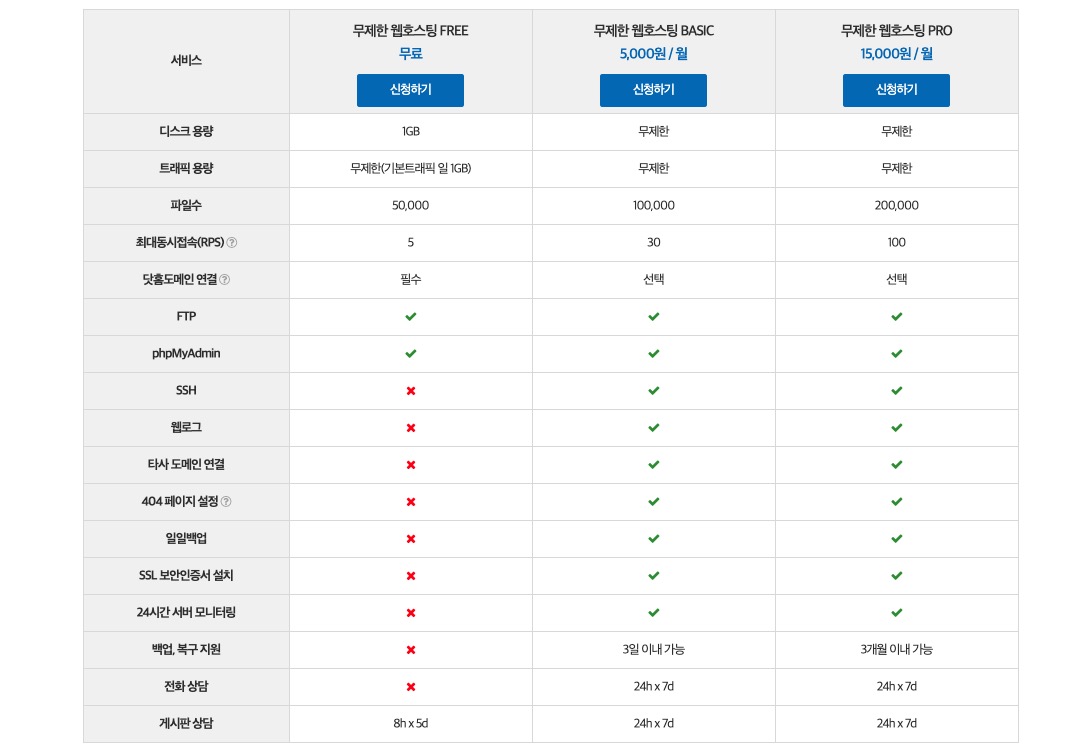 서비스
무제한 웹호스팅 FREE
무료
신청하기
무제한 웹호스팅 BASIC
5,000원 / 월
신청하기
무제한 웹호스팅 PRO
15,000원 / 월
신청하기
디스크 용량 1GB 무제한 무제한
트래픽 용량 무제한(기본트래픽 일 1GB) 무제한 무제한
파일수 50,000 100,000 200,000
최대동시접속(RPS) ? 5 30 100
닷홈도메인 연결 ? 필수 선택 선택
FTP
phpMyAdmin
SSH
웹로그
타사 도메인 연결
404 페이지 설정 ?
일일백업
SSL 보안인증서 설치
24시간 서버 모니터링
백업, 복구 지원 3일 이내 가능 3개월 이내 가능
전화 상담 24h x 7d 24h x 7d
게시판 상담 8h x 5d 24h x 7d 24h x 7d